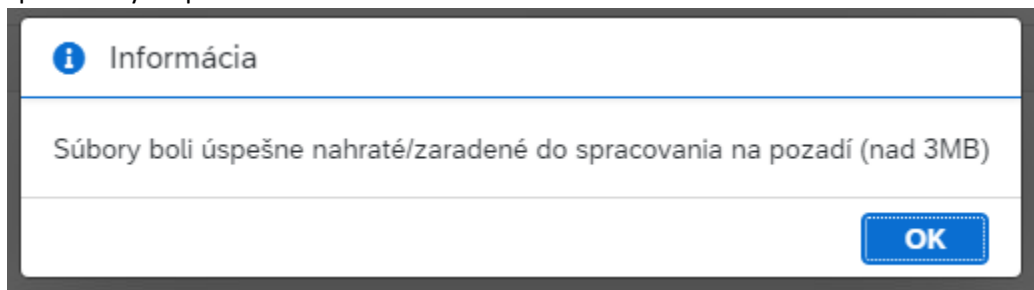 Informácia
Súbory boli úspešne nahraté/zaradené do spracovania na pozadí (nad 3MB)
OK